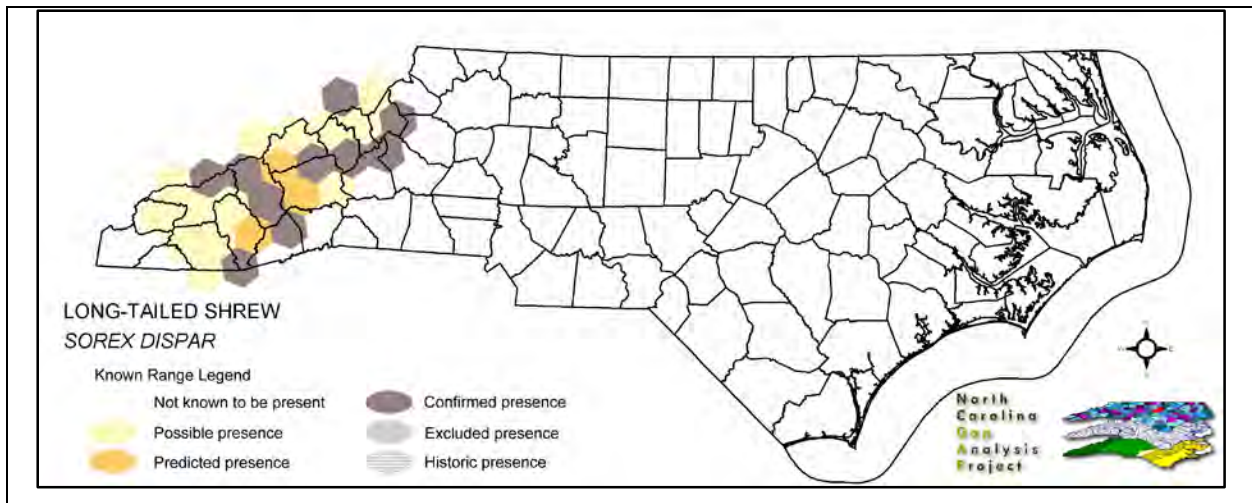 LONG-TAILED SHREW
SOREX DISPAR
Known Range Legend
Not known to be present
Possible presence
Predicted presence
Confirmed presence
Excluded presence
Historic presence
North
Carolina
Gap
Analysis
Project